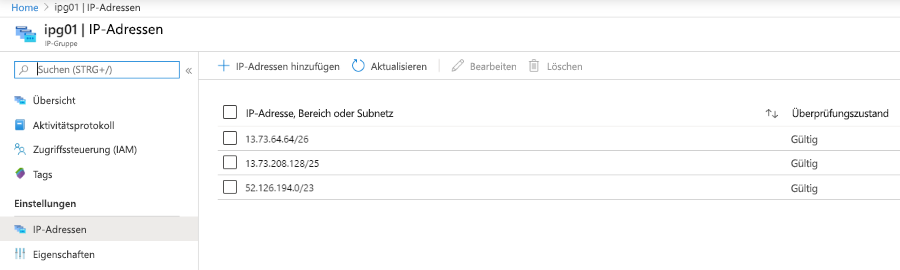 Home > ipg01 | IP-Adressen
ipg01 | IP-Adressen
IP-Gruppe
Suchen (STRG+/) «
Übersicht
Aktivitätsprotokoll
Zugriffssteuerung (IAM)
Tags
Einstellungen
IP-Adressen
Eigenschaften
+ IP-Adressen hinzufügen Aktualisieren Bearbeiten Löschen
IP-Adresse, Bereich oder Subnetz ↑↓ Überprüfungszustand
13.73.64.64/26 Gültig
13.73.208.128/25 Gültig
52.126.194.0/23 Gültig